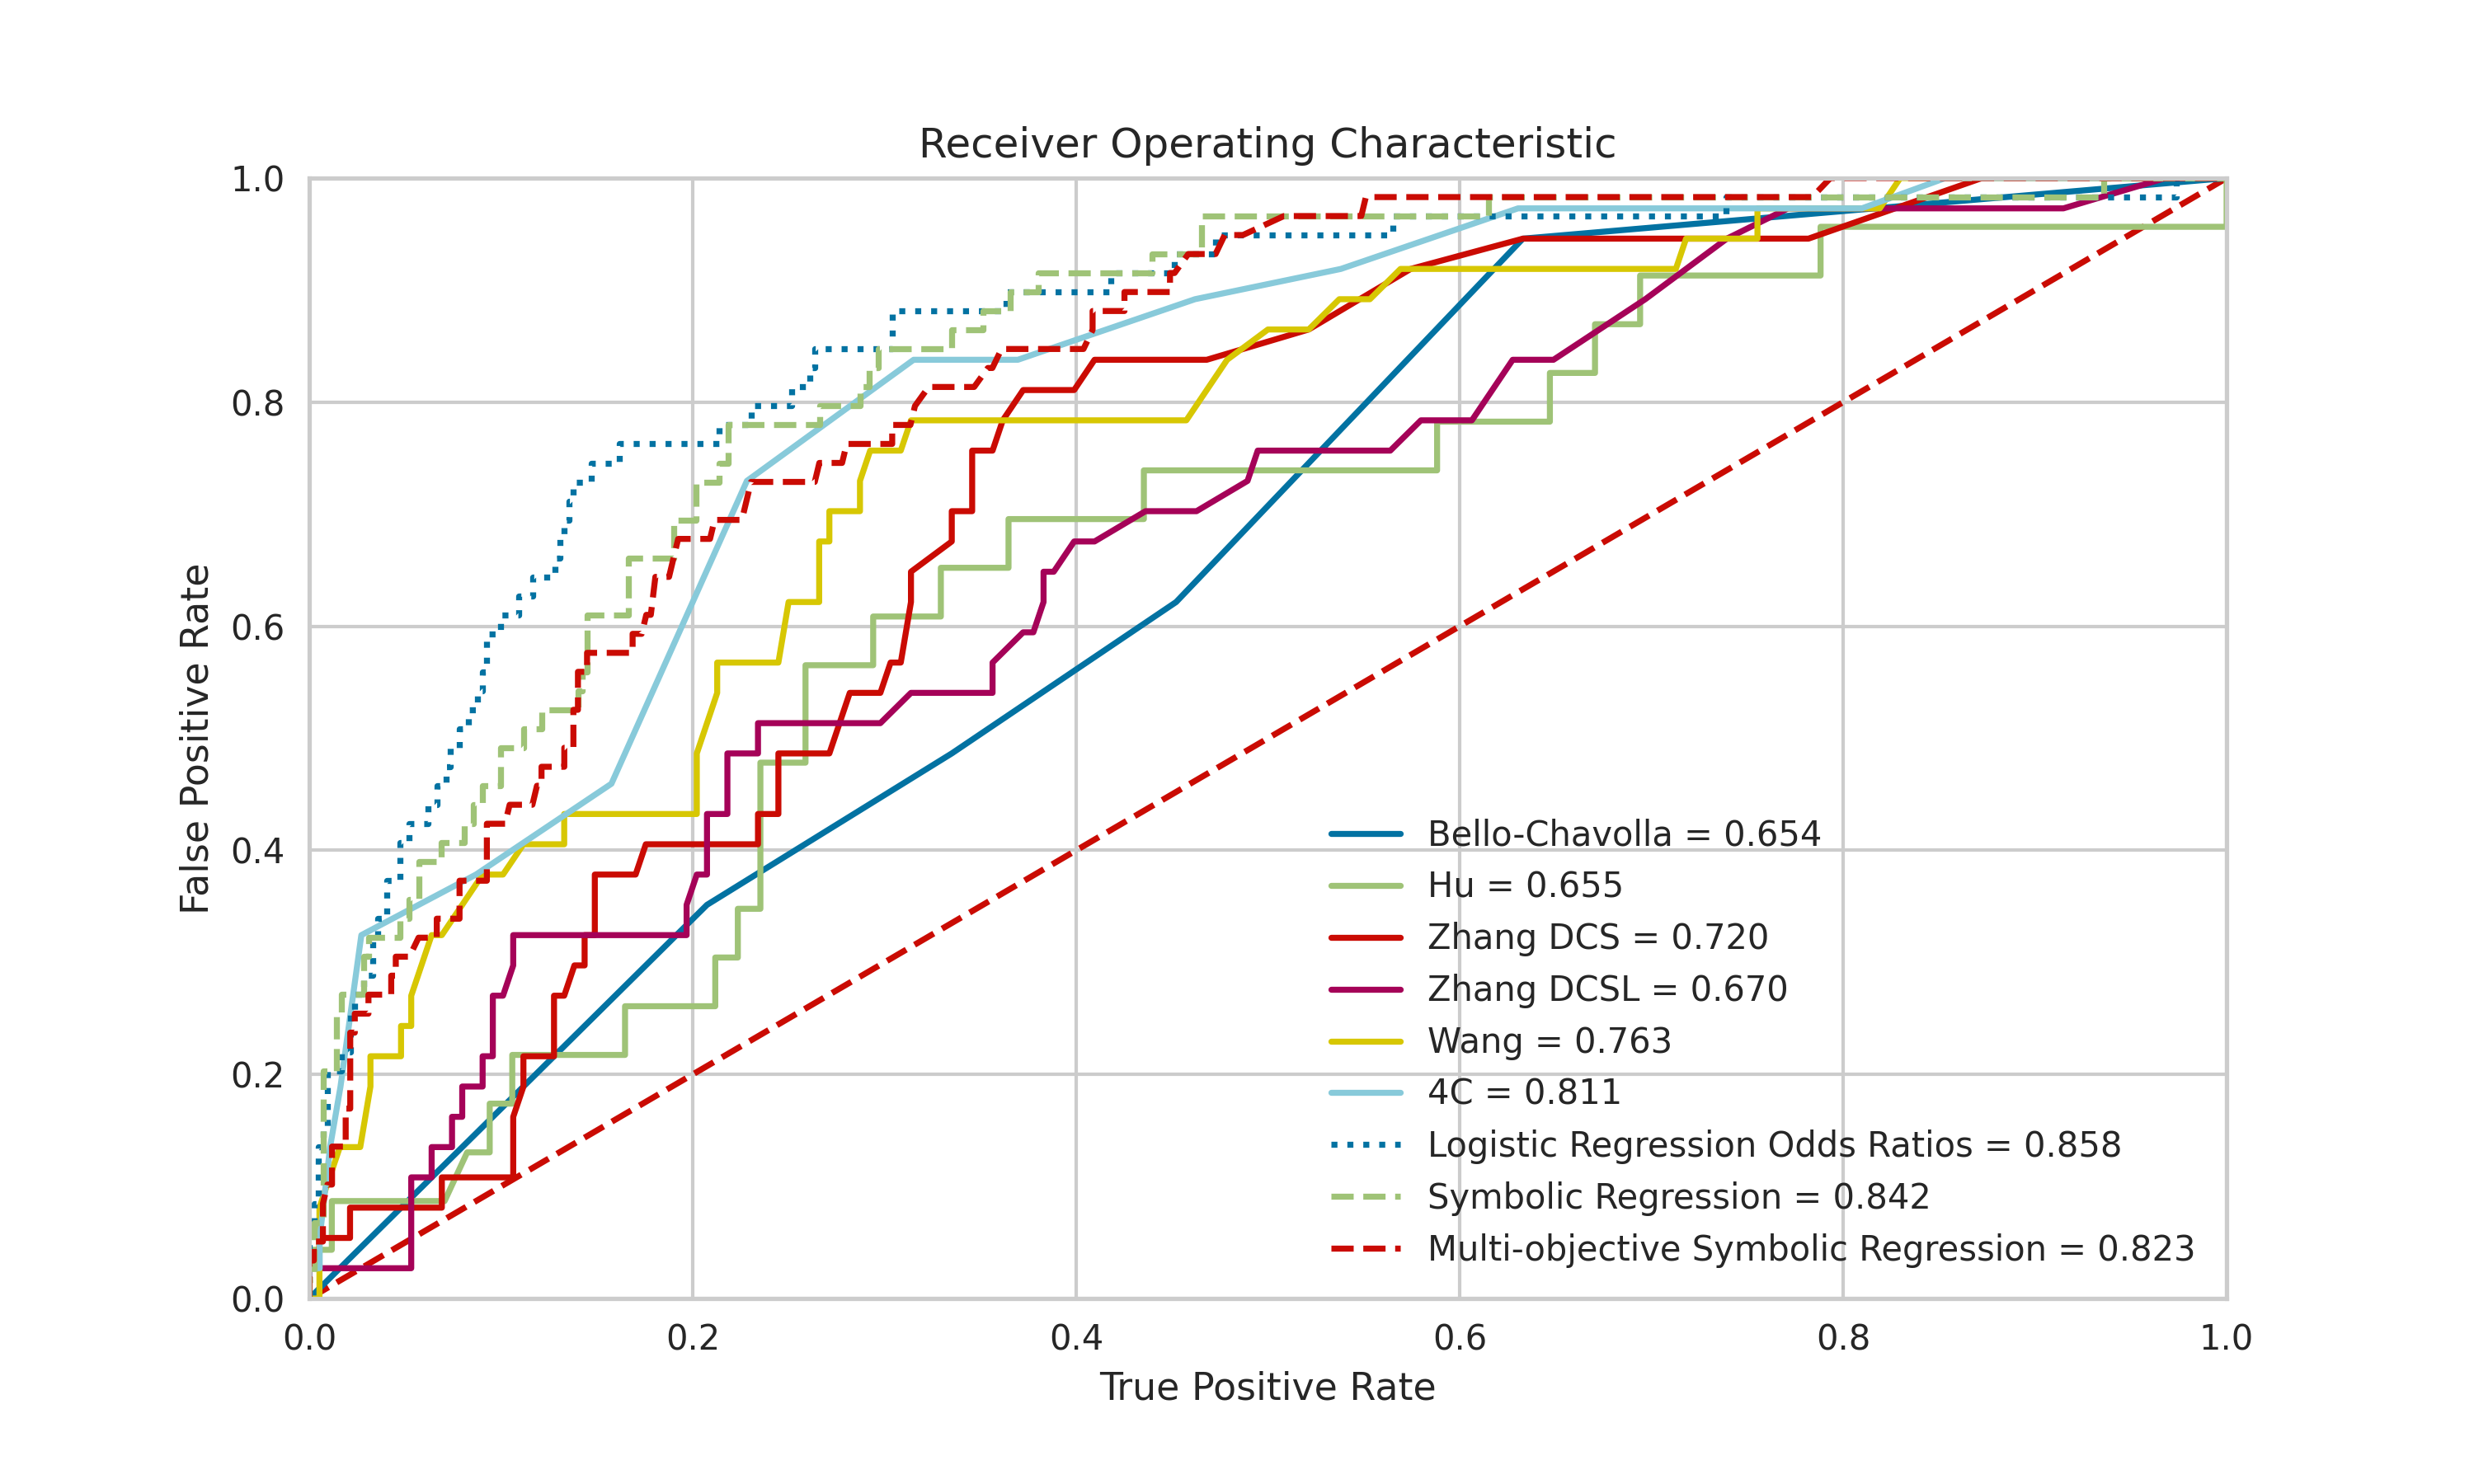 Receiver Operating Characteristic
1.0
0.8
0.6
0.4
0.2
0.0
False Positive Rate
Bello-Chavolla = 0.654
Hu = 0.655
Zhang DCS = 0.720
Zhang DCSL = 0.670
Wang = 0.763
4C = 0.811
Logistic Regression Odds Ratios = 0.858
Symbolic Regression = 0.842
Multi-objective Symbolic Regression = 0.823
0.0 0.2 0.4 0.6 0.8 1.0
True Positive Rate